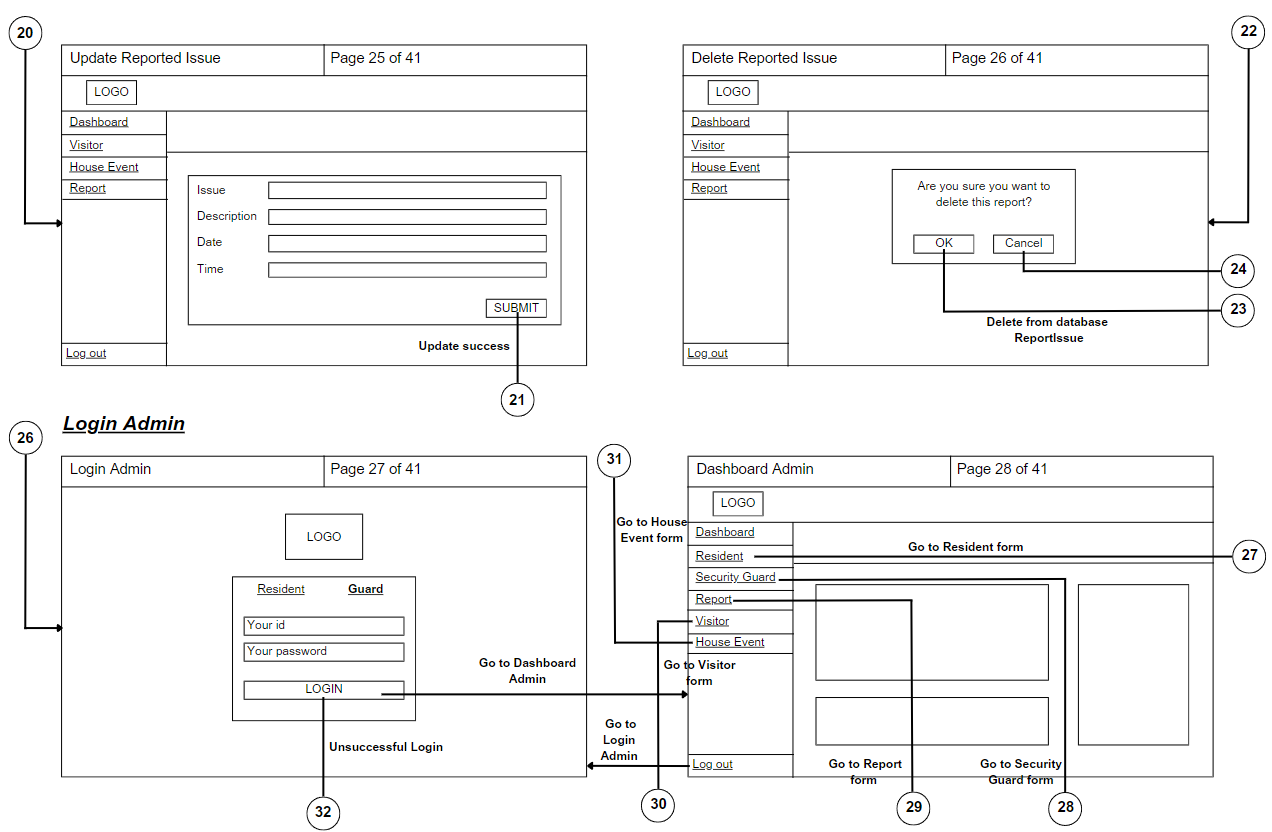 20
Update Reported Issue
Page 25 of 41
LOGO
Dashboard
Visitor
House Event
Report
Issue
Description
Date
Time
SUBMIT
Update success
Log out
21
22
Delete Reported Issue
Page 26 of 41
LOGO
Dashboard
Visitor
House Event
Report
Are you sure you want to
delete this report?
OK
Cancel
24
23
Delete from database
ReportIssue
Log out
Login Admin
26
Login Admin
Page 27 of 41
LOGO
Resident
Guard
Your id
Your password
LOGIN
Go to Dashboard
Admin
Unsuccessful Login
32
31
Go to House
Event form
Dashboard Admin
Page 28 of 41
LOGO
Dashboard
Resident
Security Guard
Report
Visitor
House Event
Go to Resident form
27
Go to Visitor
form
Go to
Login
Admin
Log out
Go to Report
form
Go to Security
Guard form
30
29
28